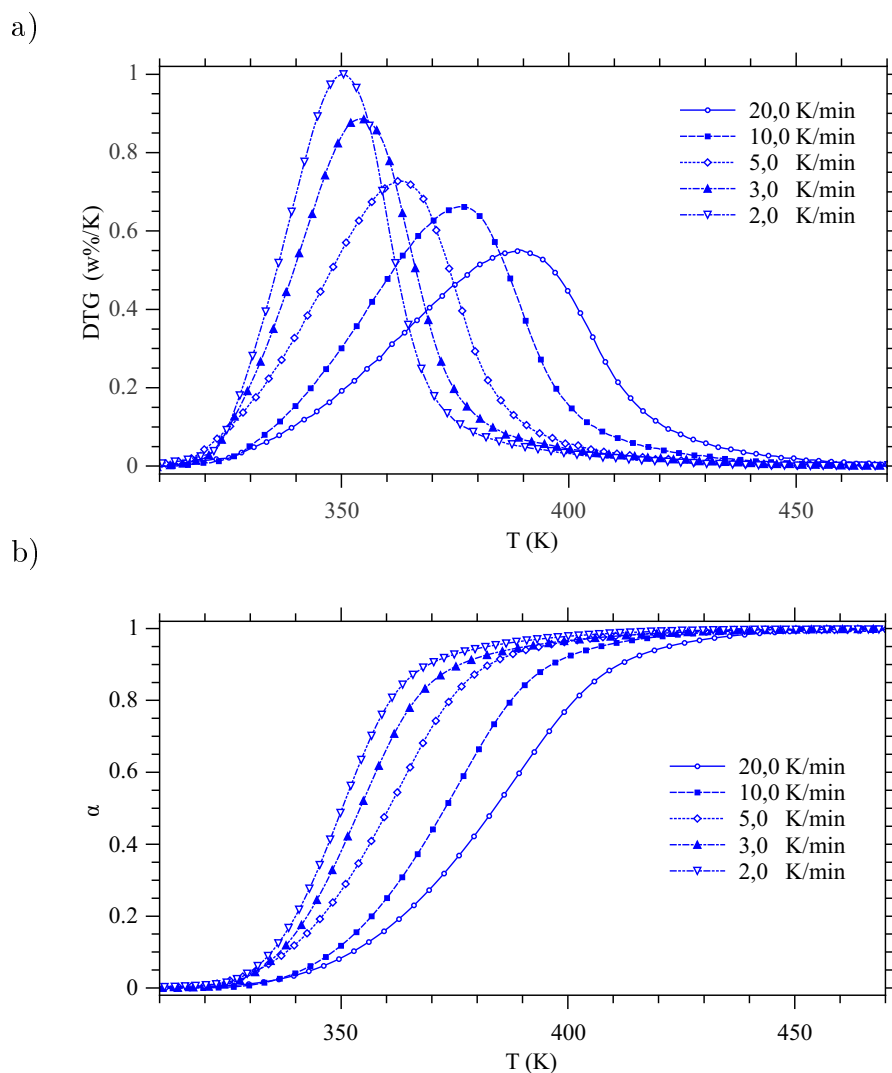 a)
350 400 450
1
0.8
0.6
0.4
0.2
0
DTG (w%/K)
20,0 K/min
10,0 K/min
5,0 K/min
3,0 K/min
2,0 K/min
350 400 450
T (K)
b)
1
0.8
0.6
0.4
0.2
0
α
20,0 K/min
10,0 K/min
5,0 K/min
3,0 K/min
2,0 K/min
350 400 450
T (K)